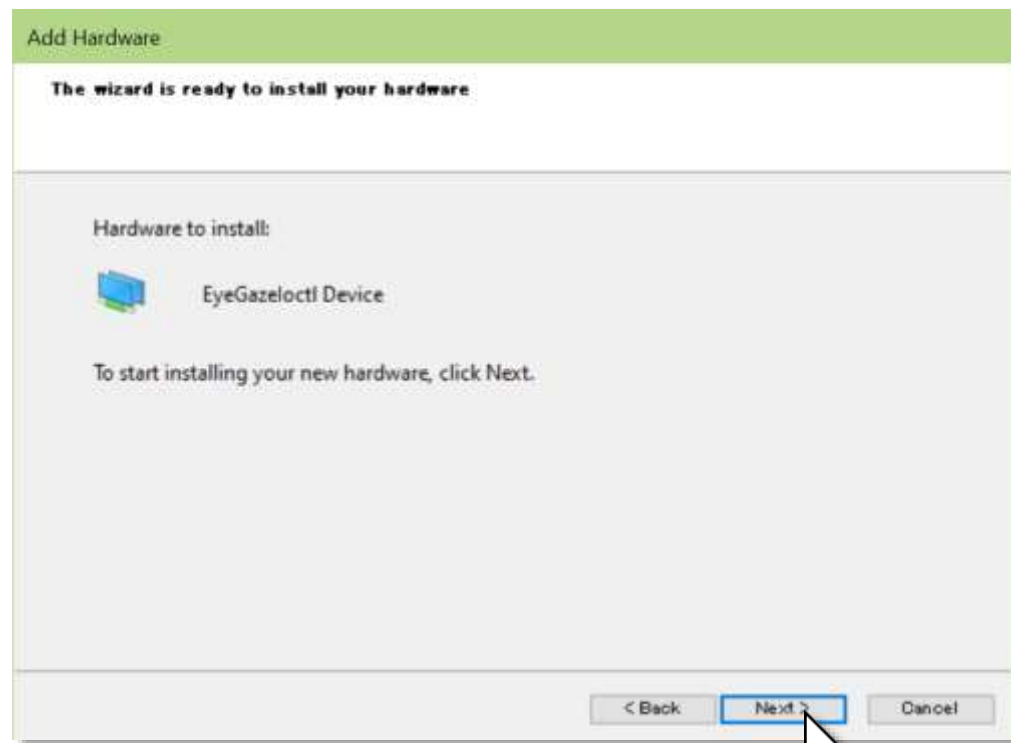 Add Hardware
The wizard is ready to install your hardware
Hardware to install:
EyeGazeIoctl Device
To start installing your new hardware, click Next.
< Back Next > Cancel